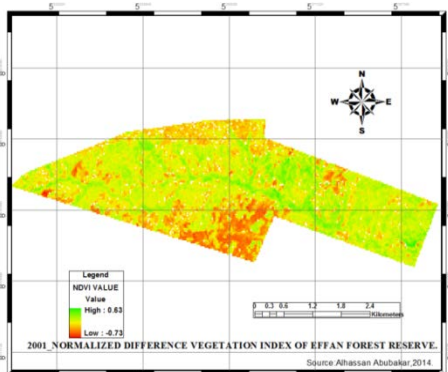 N
W E
S
Legend
NDVI VALUE
Value
High : 0.63
Low : -0.73
0 0.3 0.6 1.2 1.8 2.4
Kilometers
2001_NORMALIZED DIFFERENCE VEGETATION INDEX OF EFFAN FOREST RESERVE.
Source:Alhassan Abubakar,2014.